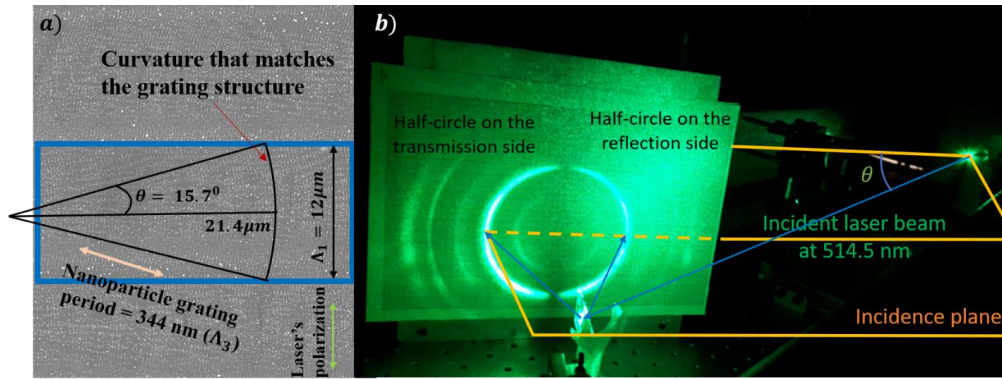 a)
Curvature that matches
the grating structure
θ = 15.7⁰
21.4μm
Λ₁ = 12μm
Nanoparticle grating
period = 344 nm (Λ₃)
Laser's
polarization
b)
Half-circle on the
transmission side
Half-circle on the
reflection side
θ
Incident laser beam
at 514.5 nm
Incidence plane